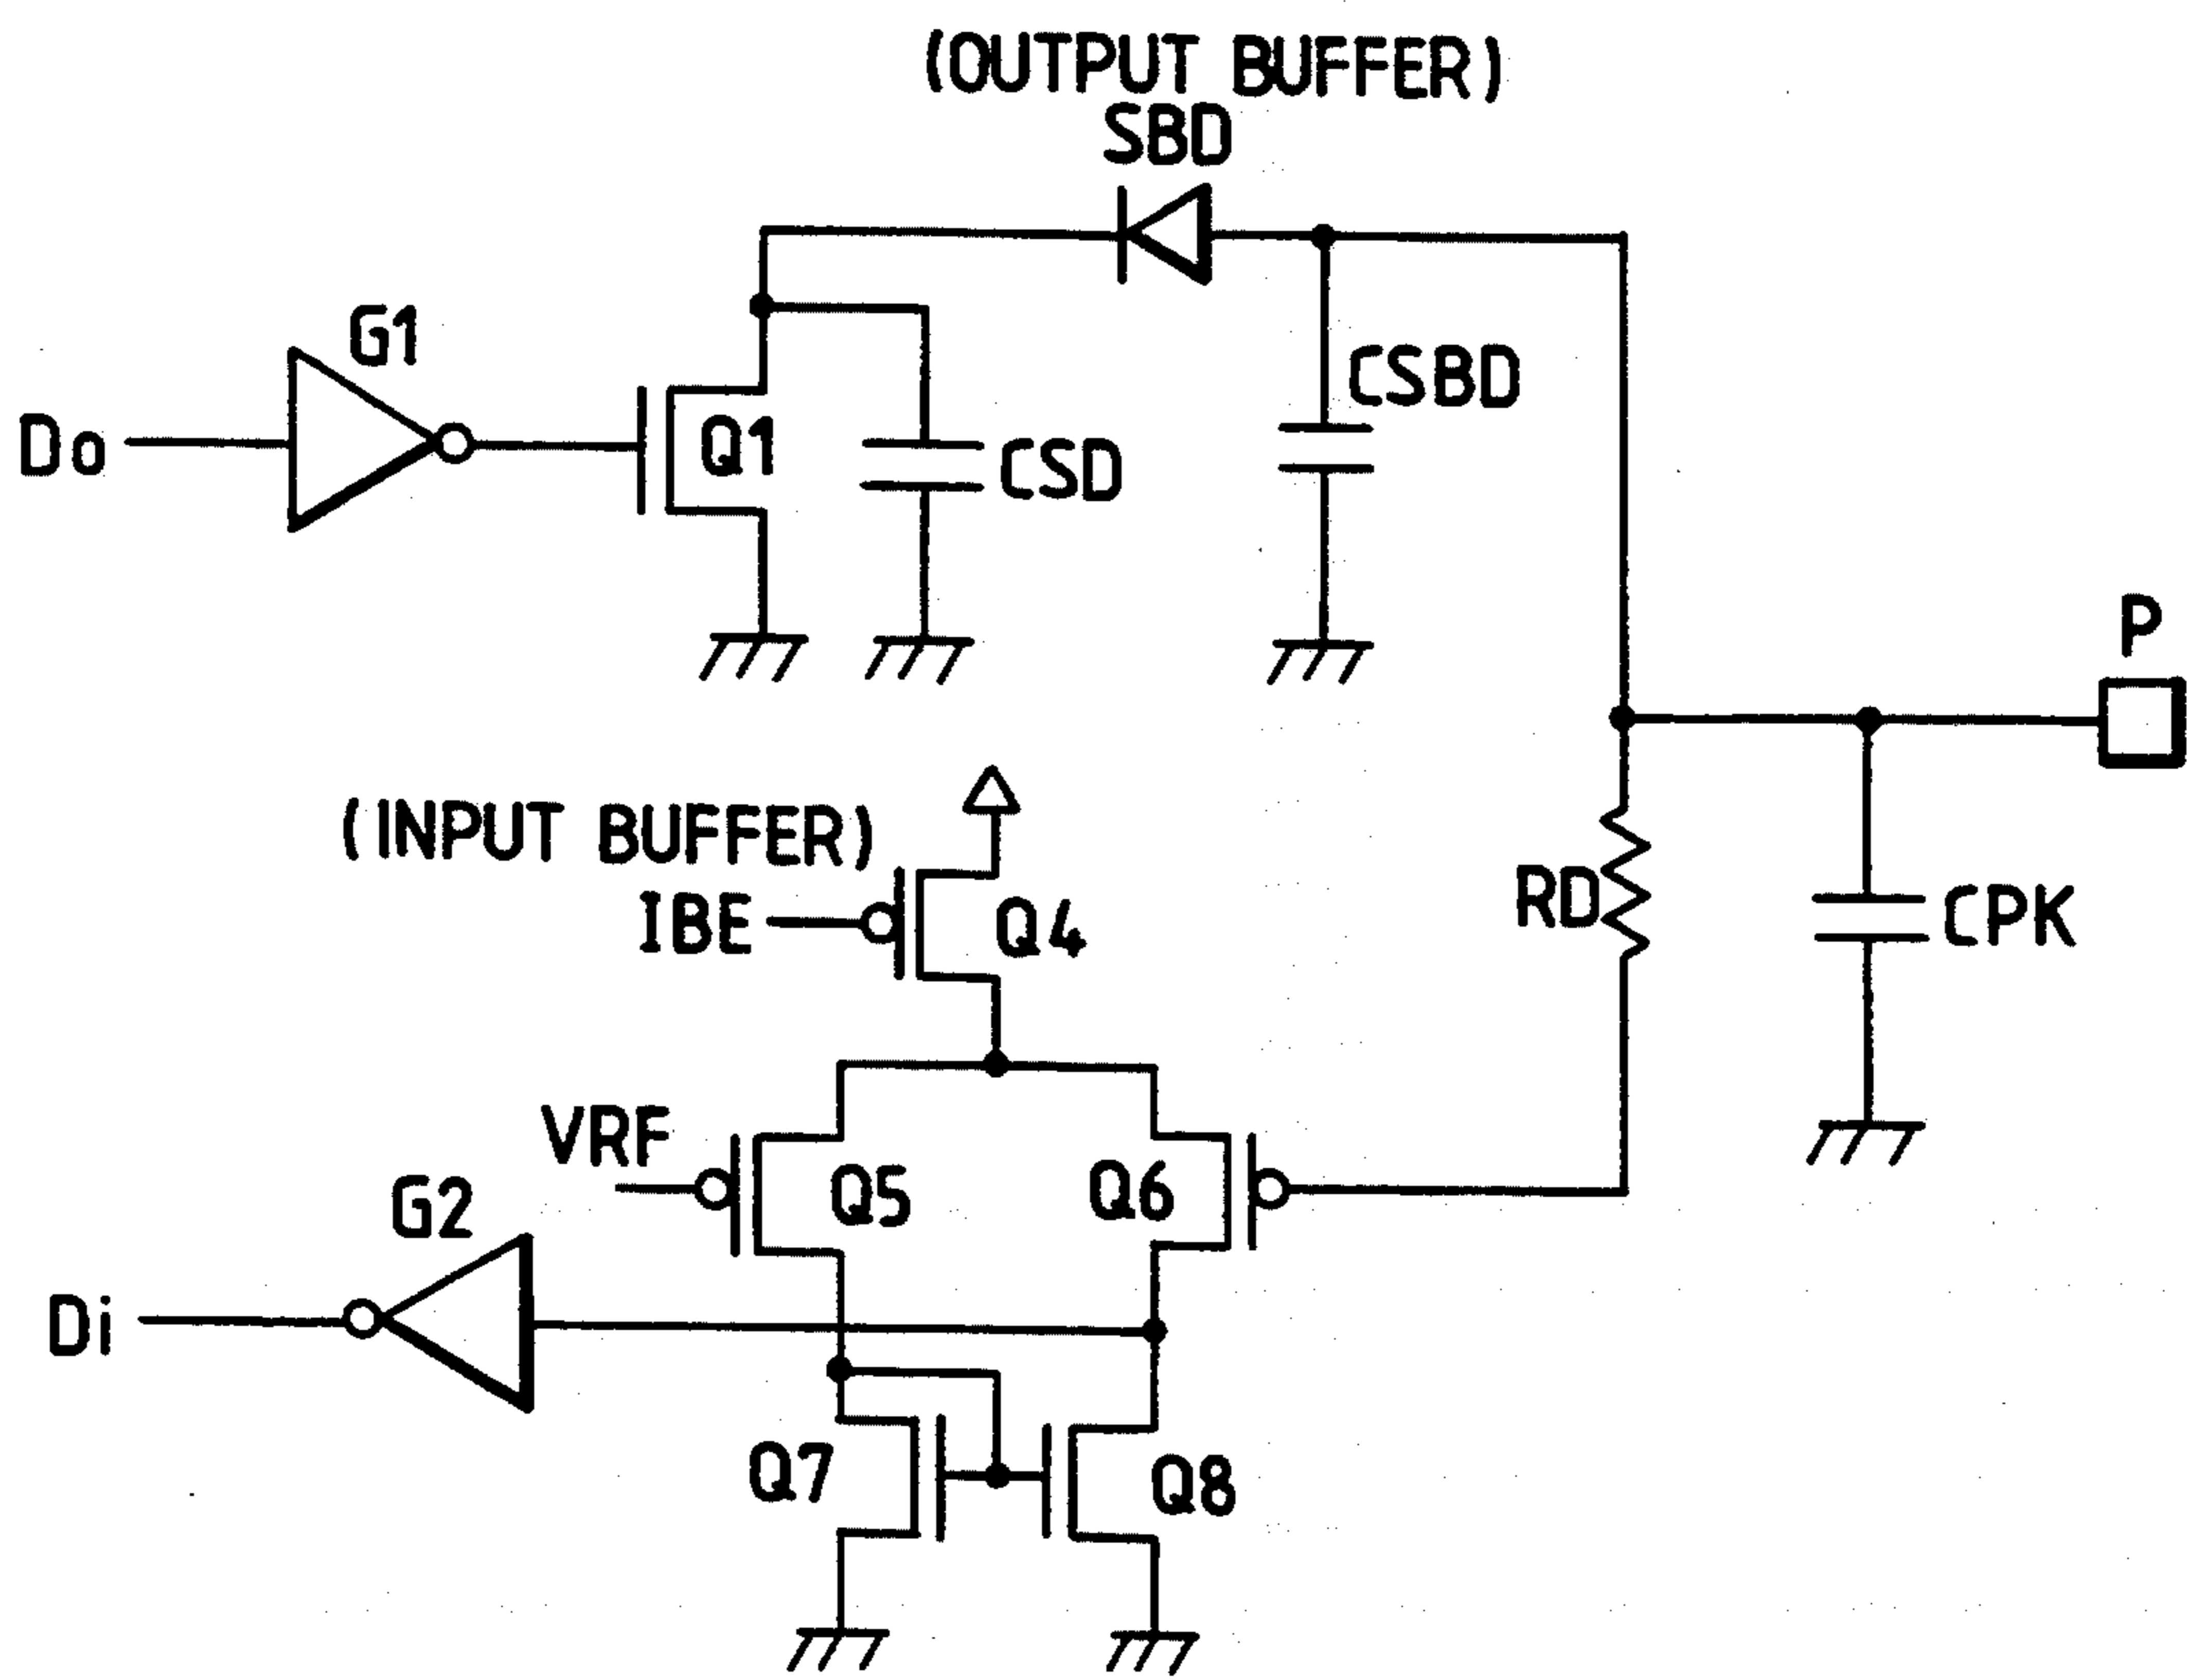 (OUTPUT BUFFER)
SBD
G1
CSBD
Do
Q1
CSD
P
(INPUT BUFFER)
IBE
Q4
RD
CPK
VRF
Q5
Q6
G2
Di
Q7
Q8